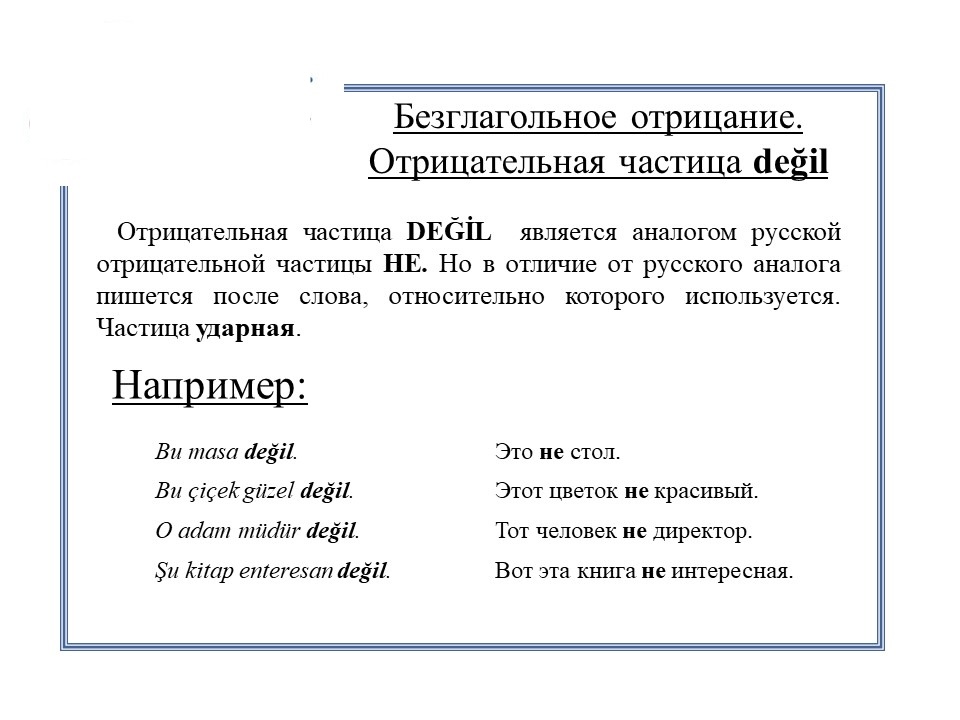 Безглагольное отрицание.
Отрицательная частица değil
Отрицательная частица DEĞİL является аналогом русской
отрицательной частицы НЕ. Но в отличие от русского аналога
пишется после слова, относительно которого используется.
Частица ударная.
Например:
Bu masa değil. Это не стол.
Bu çiçek güzel değil. Этот цветок не красивый.
O adam müdür değil. Тот человек не директор.
Şu kitap enteresan değil. Вот эта книга не интересная.